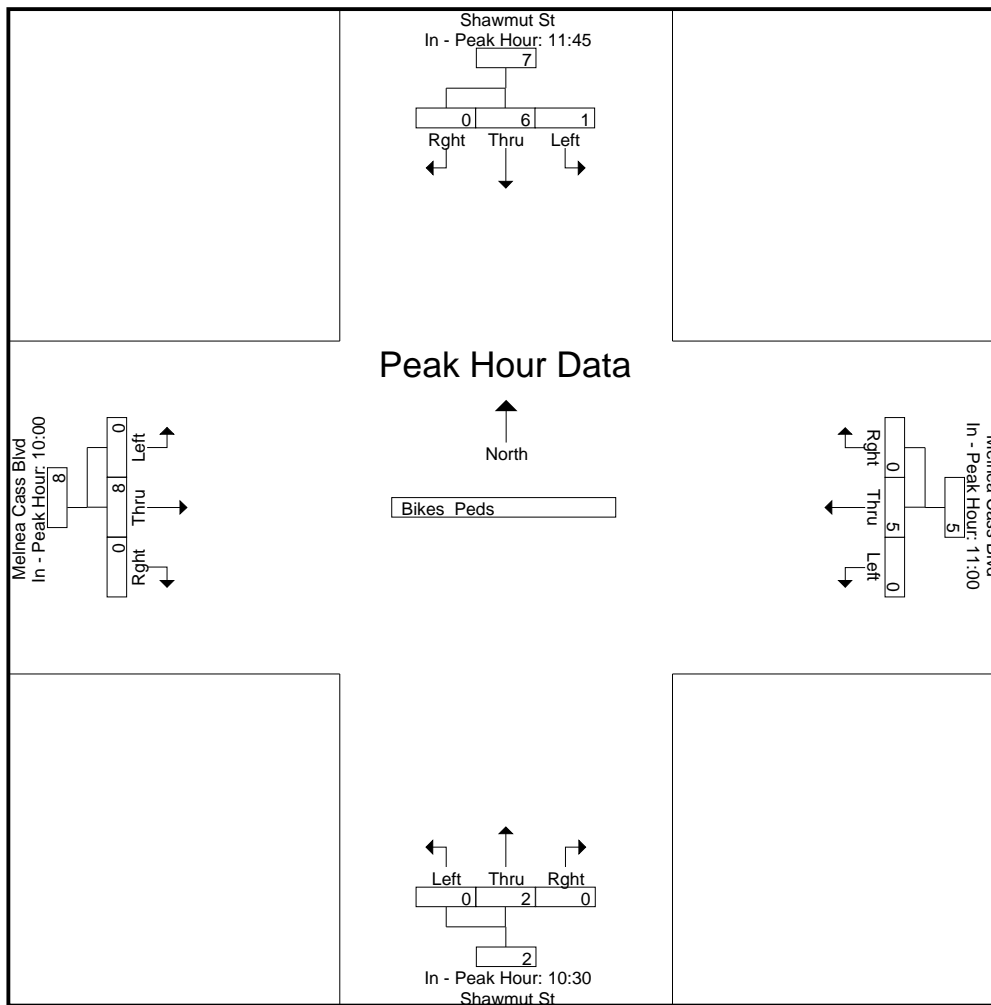 Shawmut St
In - Peak Hour: 11:45
7
0 6 1
Rght Thru Left
Peak Hour Data
North
Bikes Peds
Melnea Cass Blvd
In - Peak Hour: 10:00
8
0 8 0
Left Thru Rght
Melnea Cass Blvd
In - Peak Hour: 11:00
5
0 5 0
Rght Thru Left
Left Thru Rght
0 2 0
2
In - Peak Hour: 10:30
Shawmut St